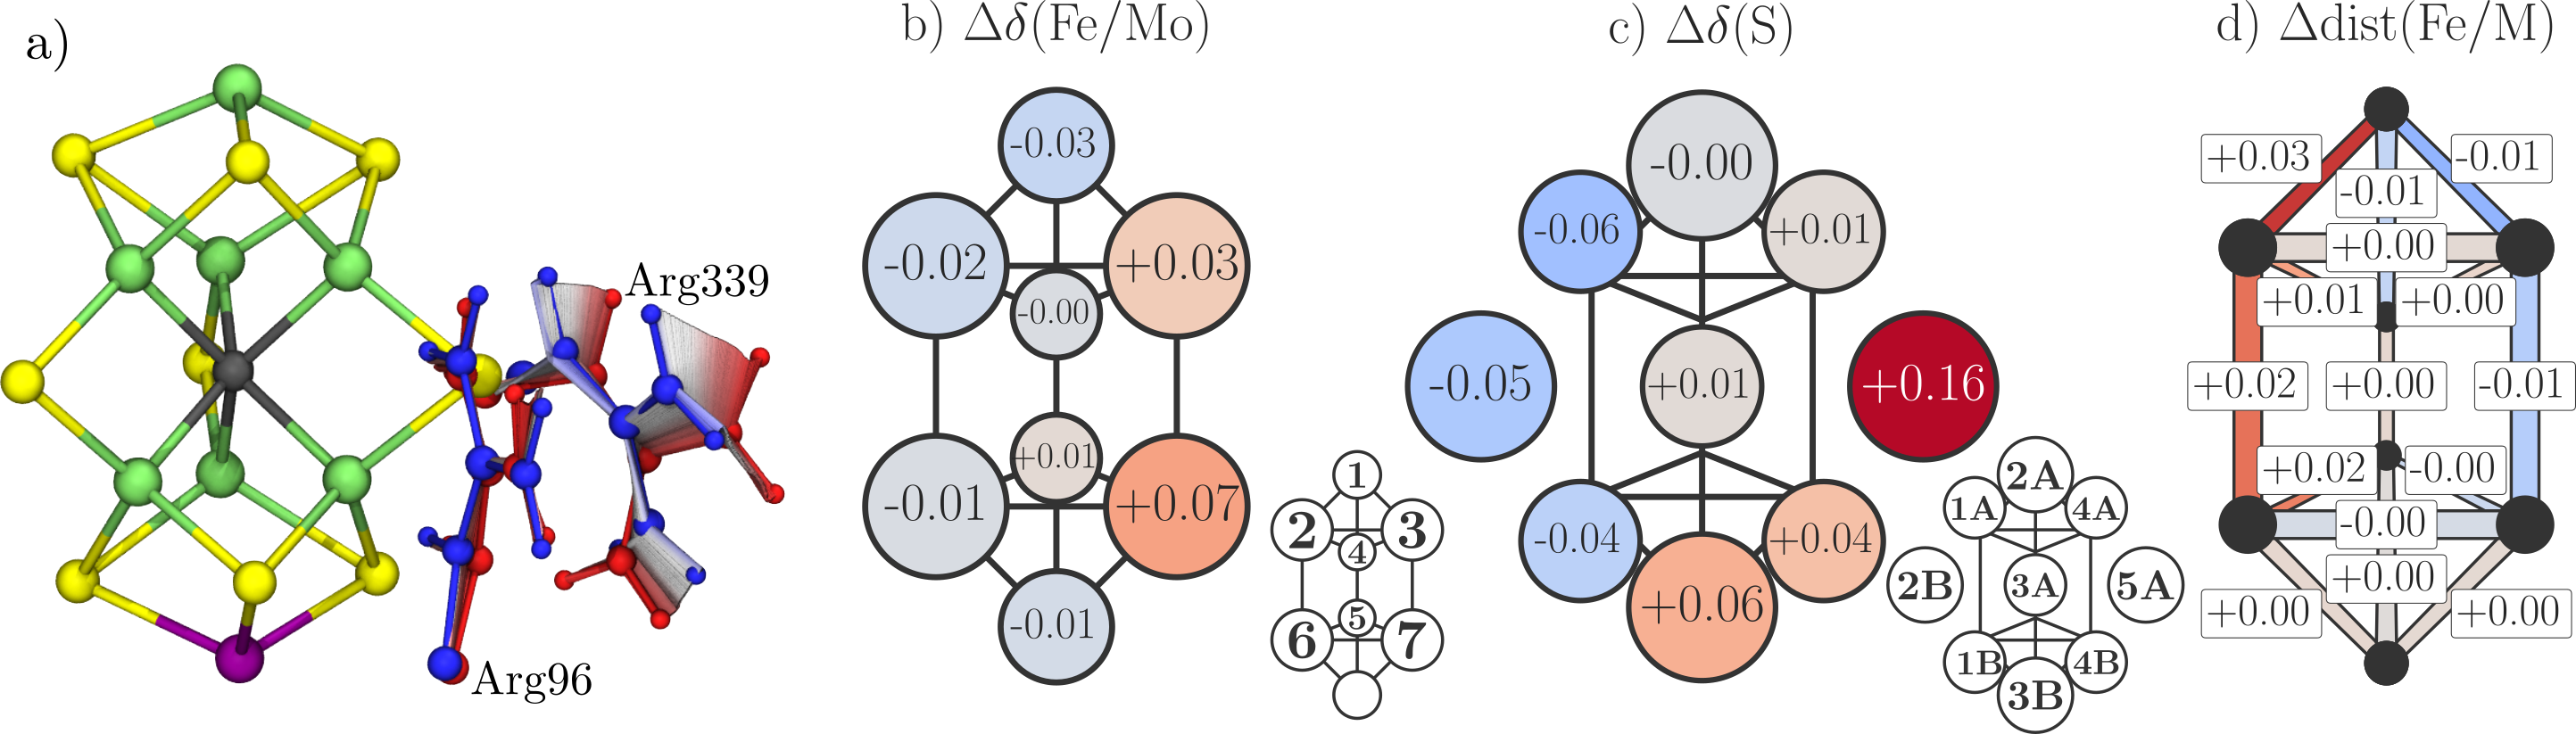 a)
Arg339
Arg96
b) Δδ(Fe/Mo)
-0.03
-0.02
+0.03
-0.00
+0.01
-0.01
+0.07
-0.01
1
2
3
4
5
6
7
c) Δδ(S)
-0.00
-0.06
+0.01
-0.05
+0.01
+0.16
-0.04
+0.04
+0.06
2A
1A
4A
2B
3A
5A
1B
4B
3B
d) Δdist(Fe/M)
+0.03
-0.01
-0.01
+0.00
+0.01
+0.00
+0.02
+0.00
-0.01
+0.02
-0.00
-0.00
+0.00
+0.00
+0.00